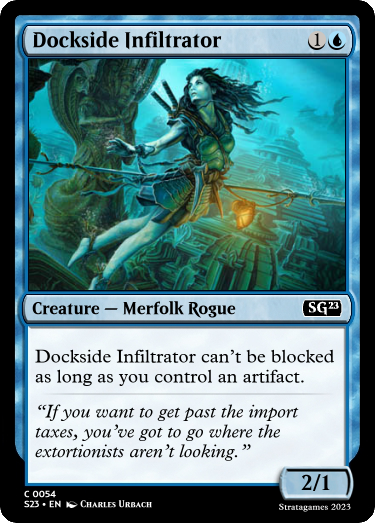 Dockside Infiltrator 1
Creature — Merfolk Rogue SG23
Dockside Infiltrator can't be blocked
as long as you control an artifact.
“If you want to get past the import
taxes, you've got to go where the
extortionists aren't looking.”
2/1
C 0054
S23 • EN Charles Urbach
Stratagames 2023